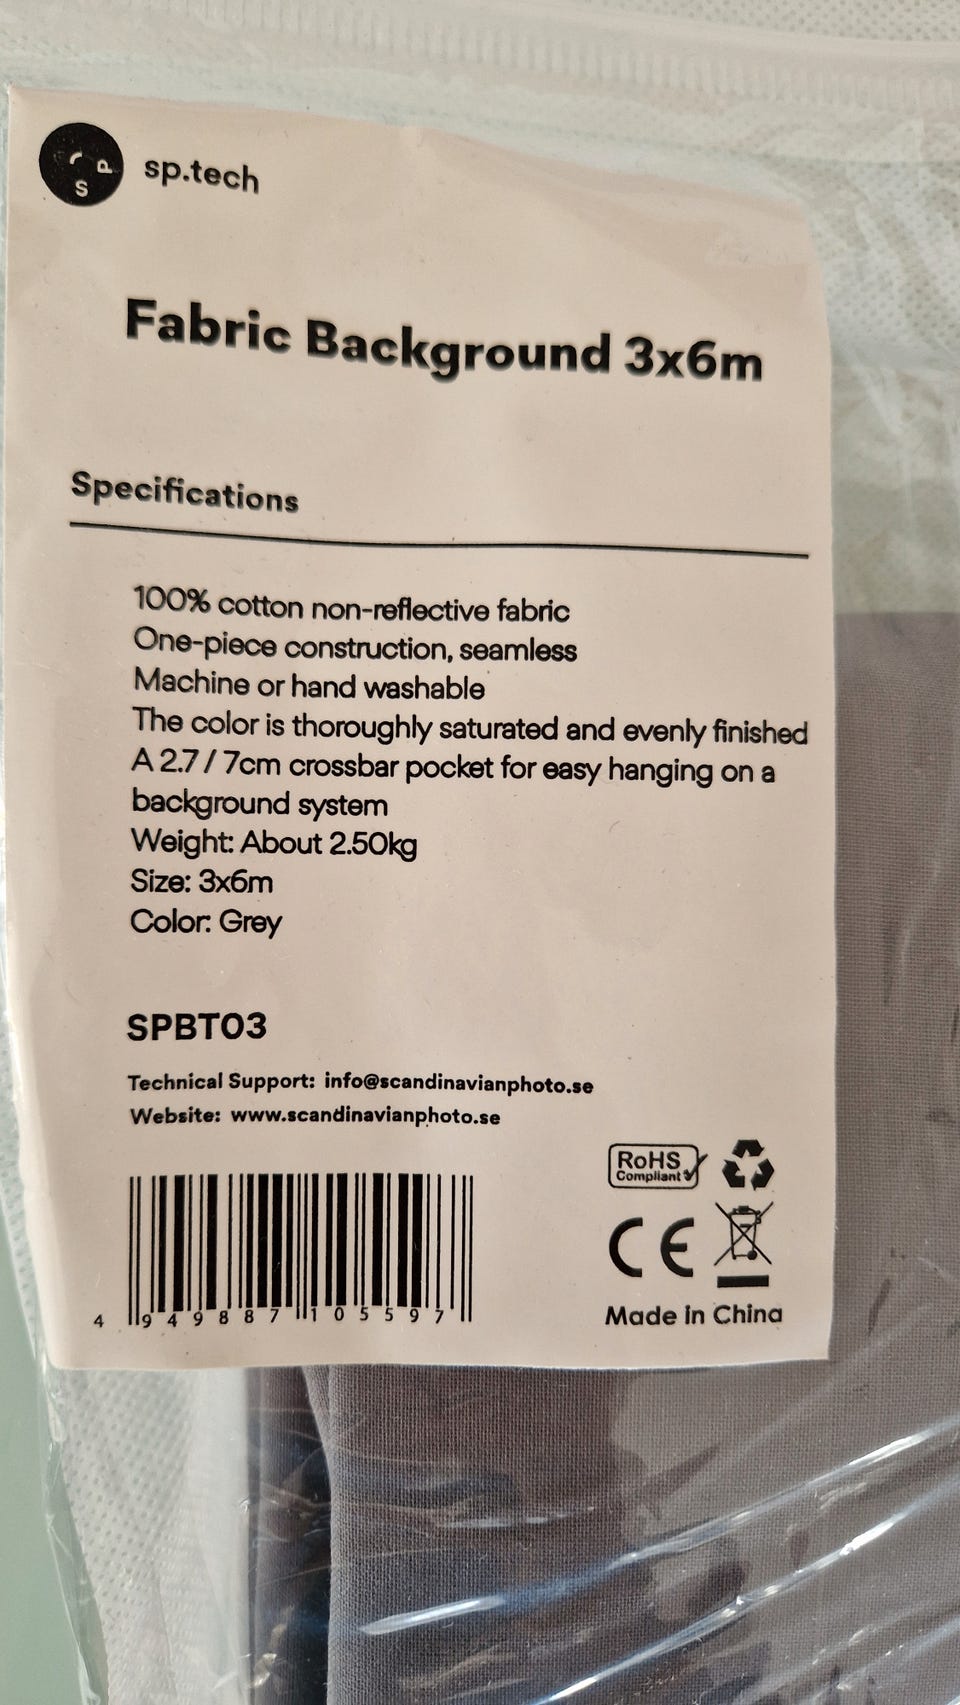 S P
sp.tech
Fabric Background 3x6m
Specifications
100% cotton non-reflective fabric
One-piece construction, seamless
Machine or hand washable
The color is thoroughly saturated and evenly finished
A 2.7 / 7cm crossbar pocket for easy hanging on a
background system
Weight: About 2.50kg
Size: 3x6m
Color: Grey
SPBT03
Technical Support: info@scandinavianphoto.se
Website: www.scandinavianphoto.se
RoHS
Compliant
CE
4 949887 105597
Made in China